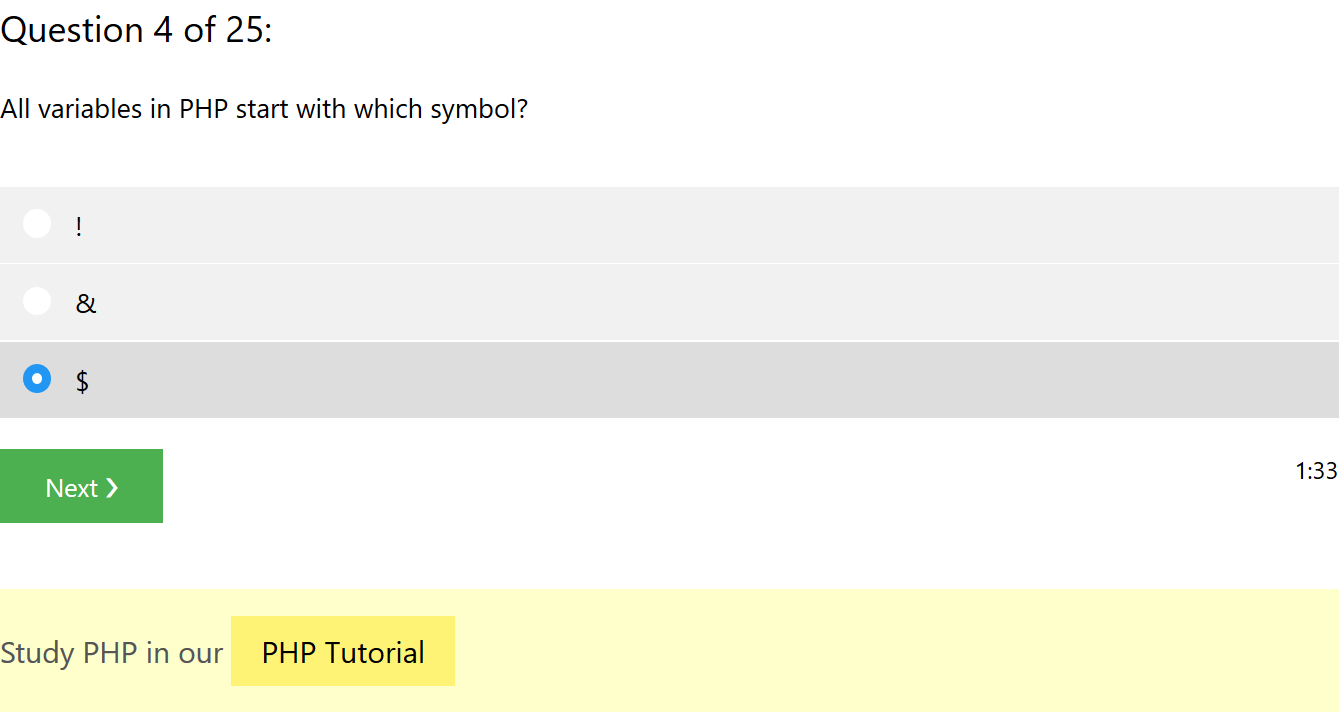 Question 4 of 25:
All variables in PHP start with which symbol?
!
&
$
Next ❯
1:33
Study PHP in our PHP Tutorial